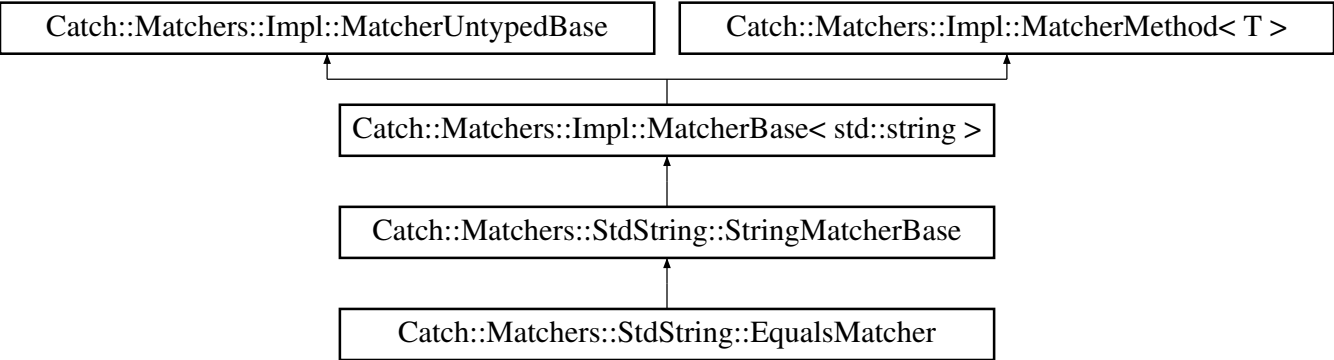 Catch::Matchers::Impl::MatcherUntypedBase
Catch::Matchers::Impl::MatcherMethod< T >
Catch::Matchers::Impl::MatcherBase< std::string >
Catch::Matchers::StdString::StringMatcherBase
Catch::Matchers::StdString::EqualsMatcher